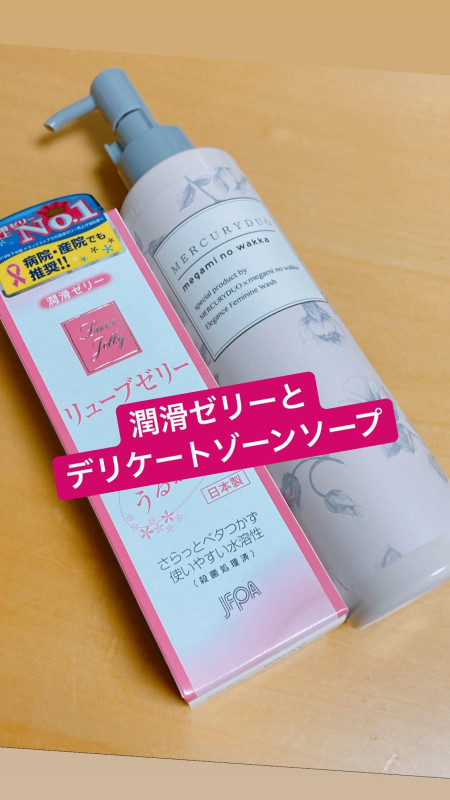 No.1
病院・産院でも
推奨!!
潤滑ゼリー
Luve
Jelly
リューブゼリー
日本製
さらっとベタつかず
使いやすい水溶性
(殺菌処理済)
JFPA
MERCURYDUO
megami no wakka
special product by
MERCURYDUO×megami no wakka
Elegance Feminine Wash
潤滑ゼリーと
デリケートゾーンソープ